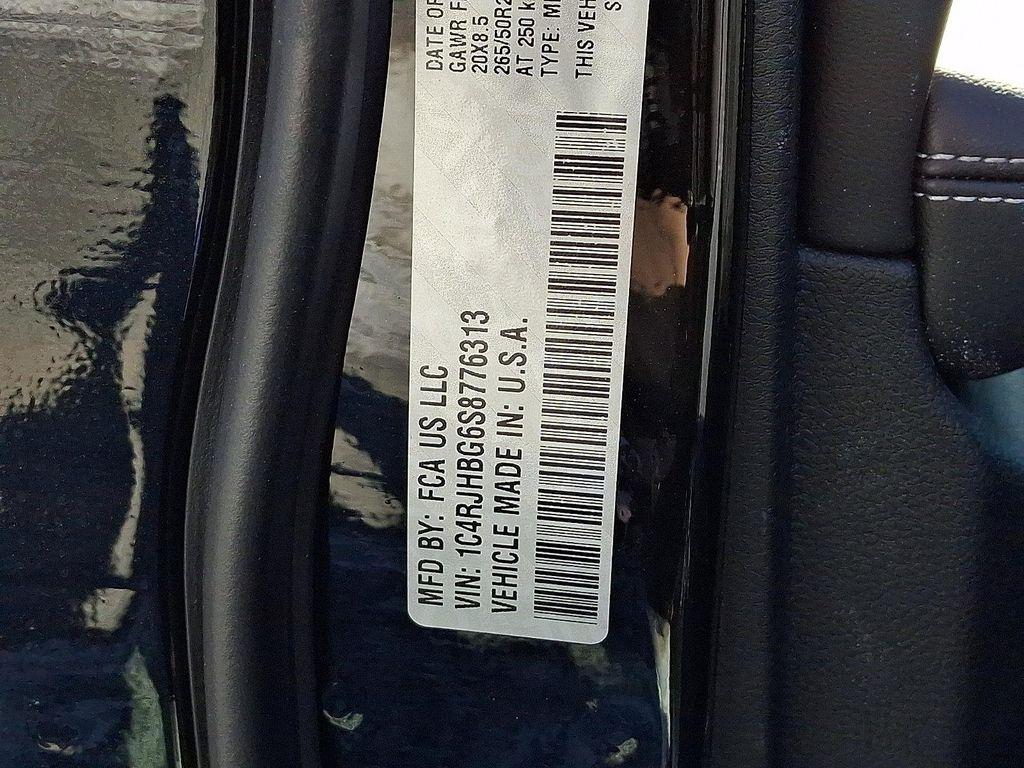 MFD BY: FCA US LLC
VIN: 1C4RJHBG6S8776313
VEHICLE MADE IN: U.S.A.
DATE OF
GAWR F
20X8.5
265/50R2
AT 250 k
TYPE: M
THIS VEH
S